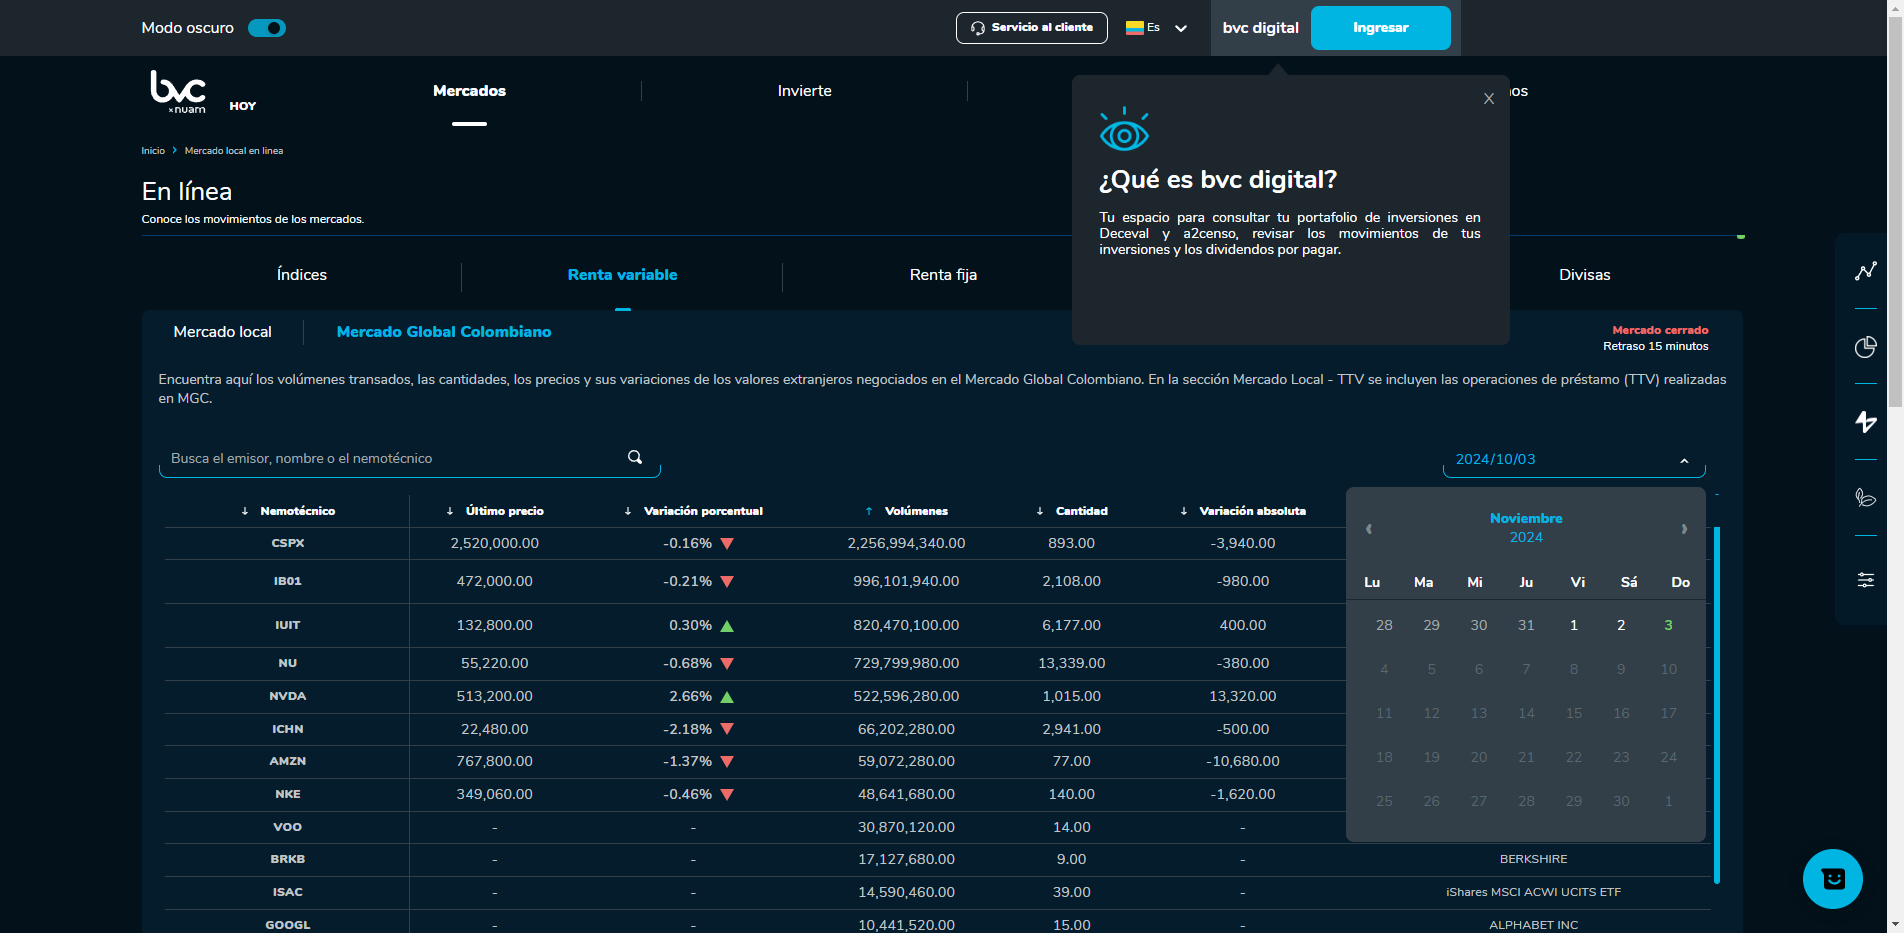 Modo oscuro
Servicio al cliente
Es
bvc digital
Ingresar
bvc
x nuam
HOY
Mercados
Invierte
nos
X
¿Qué es bvc digital?
Tu espacio para consultar tu portafolio de inversiones en
Deceval y a2censo, revisar los movimientos de tus
inversiones y los dividendos por pagar.
Inicio > Mercado local en linea
En línea
Conoce los movimientos de los mercados.
Índices
Renta variable
Renta fija
Divisas
Mercado local
Mercado Global Colombiano
Mercado cerrado
Retraso 15 minutos
Encuentra aquí los volúmenes transados, las cantidades, los precios y sus variaciones de los valores extranjeros negociados en el Mercado Global Colombiano. En la sección Mercado Local - TTV se incluyen las operaciones de préstamo (TTV) realizadas
en MGC.
Busca el emisor, nombre o el nemotécnico
2024/10/03
↓ Nemotécnico ↓ Último precio ↓ Variación porcentual ↑ Volúmenes ↓ Cantidad ↓ Variación absoluta
CSPX 2,520,000.00 -0.16% 2,256,994,340.00 893.00 -3,940.00
IB01 472,000.00 -0.21% 996,101,940.00 2,108.00 -980.00
IUIT 132,800.00 0.30% 820,470,100.00 6,177.00 400.00
NU 55,220.00 -0.68% 729,799,980.00 13,339.00 -380.00
NVDA 513,200.00 2.66% 522,596,280.00 1,015.00 13,320.00
ICHN 22,480.00 -2.18% 66,202,280.00 2,941.00 -500.00
AMZN 767,800.00 -1.37% 59,072,280.00 77.00 -10,680.00
NKE 349,060.00 -0.46% 48,641,680.00 140.00 -1,620.00
VOO - - 30,870,120.00 14.00 -
BRKB - - 17,127,680.00 9.00 - BERKSHIRE
ISAC - - 14,590,460.00 39.00 - iShares MSCI ACWI UCITS ETF
GOOGL - - 10,441,520.00 15.00 - ALPHABET INC
Noviembre
2024
Lu Ma Mi Ju Vi Sá Do
28 29 30 31 1 2 3
4 5 6 7 8 9 10
11 12 13 14 15 16 17
18 19 20 21 22 23 24
25 26 27 28 29 30 1